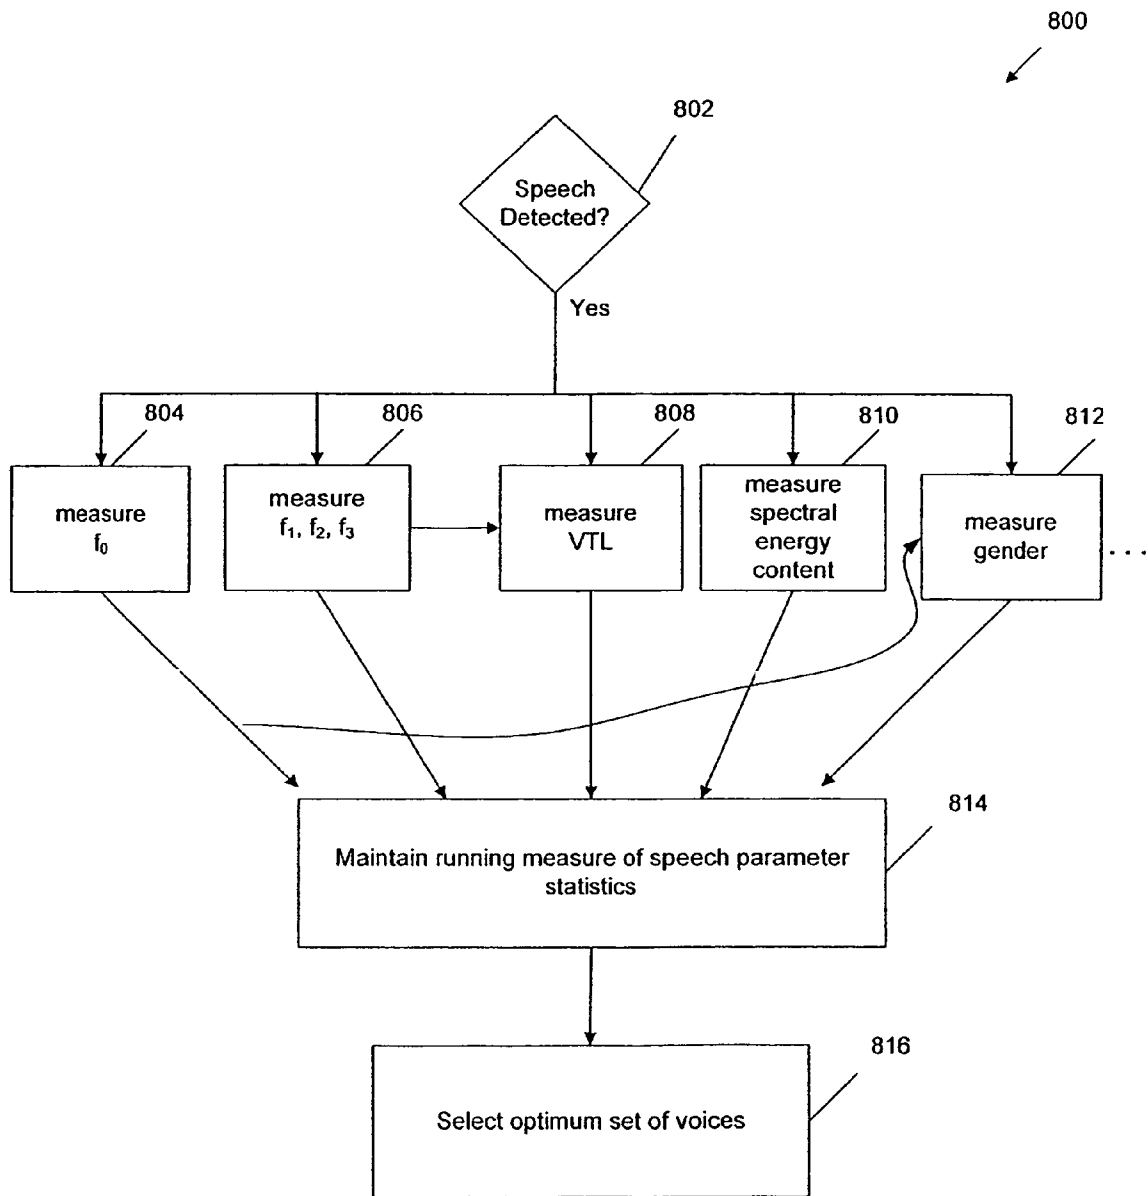 800
802
Speech
Detected?
Yes
804
806
808
810
812
measure
f₀
measure
f₁, f₂, f₃
measure
VTL
measure
spectral
energy
content
measure
gender
. . .
814
Maintain running measure of speech parameter
statistics
816
Select optimum set of voices